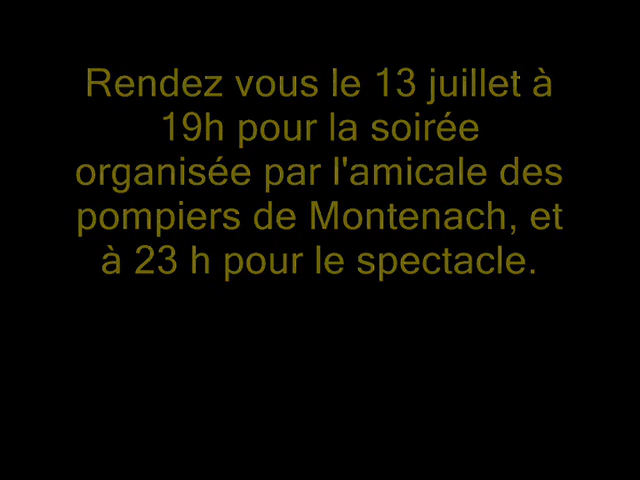 Rendez vous le 13 juillet à
19h pour la soirée
organisée par l'amicale des
pompiers de Montenach, et
à 23 h pour le spectacle.